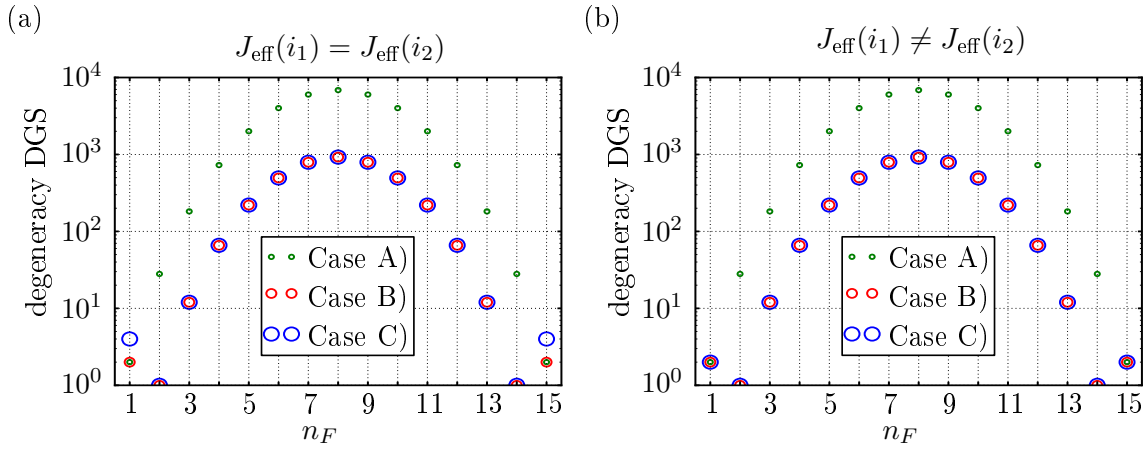 (a)
J_eff(i_1) = J_eff(i_2)
degeneracy DGS
10^4
10^3
10^2
10^1
10^0
Case A)
Case B)
Case C)
1 3 5 7 9 11 13 15
n_F
(b)
J_eff(i_1) ≠ J_eff(i_2)
degeneracy DGS
10^4
10^3
10^2
10^1
10^0
Case A)
Case B)
Case C)
1 3 5 7 9 11 13 15
n_F